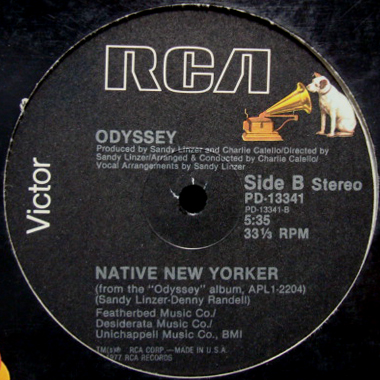 RCA
Victor
ODYSSEY
Produced by Sandy Linzer and Charlie Calello/Directed by
Sandy Linzer/Arranged & Conducted by Charlie Calello/
Vocal Arrangements by Sandy Linzer
Side B Stereo
PD-13341
PD-13341-B
5:35
33⅓ RPM
NATIVE NEW YORKER
(from the "Odyssey" album, APL1-2204)
(Sandy Linzer-Denny Randell)
Featherbed Music Co./
Desiderata Music Co./
Unichappell Music Co., BMI
TM(s)® RCA CORP.—MADE IN U.S.A.
1977 RCA RECORDS